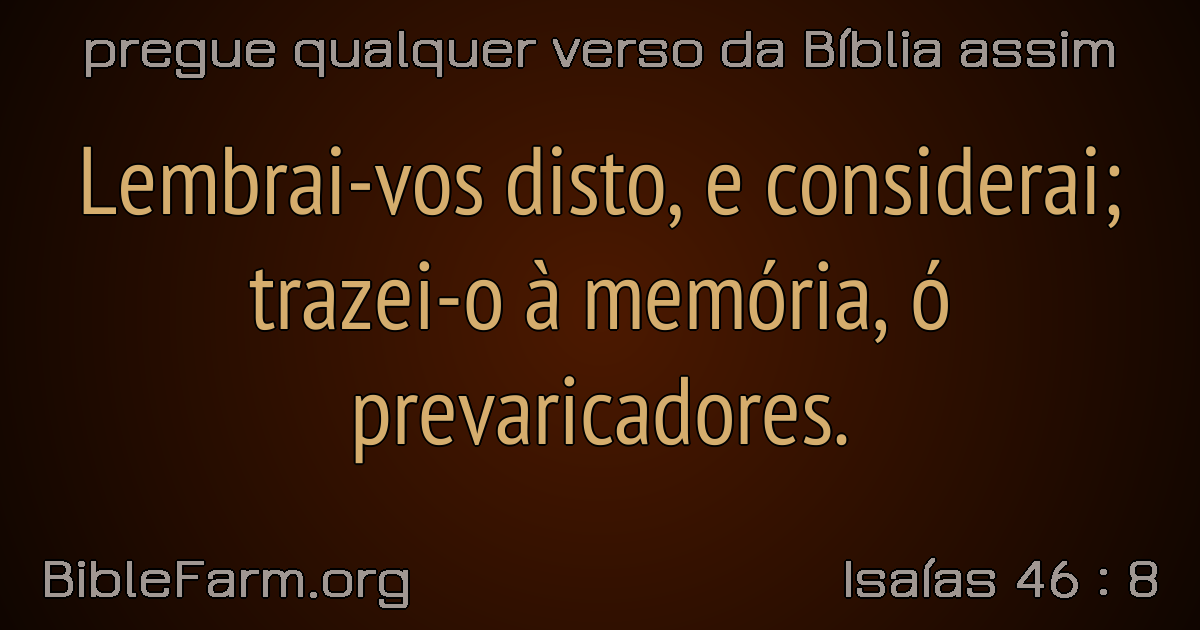 pregue qualquer verso da Bíblia assim
Lembrai-vos disto, e considerai;
trazei-o à memória, ó
prevaricadores.
BibleFarm.org
Isaías 46 : 8